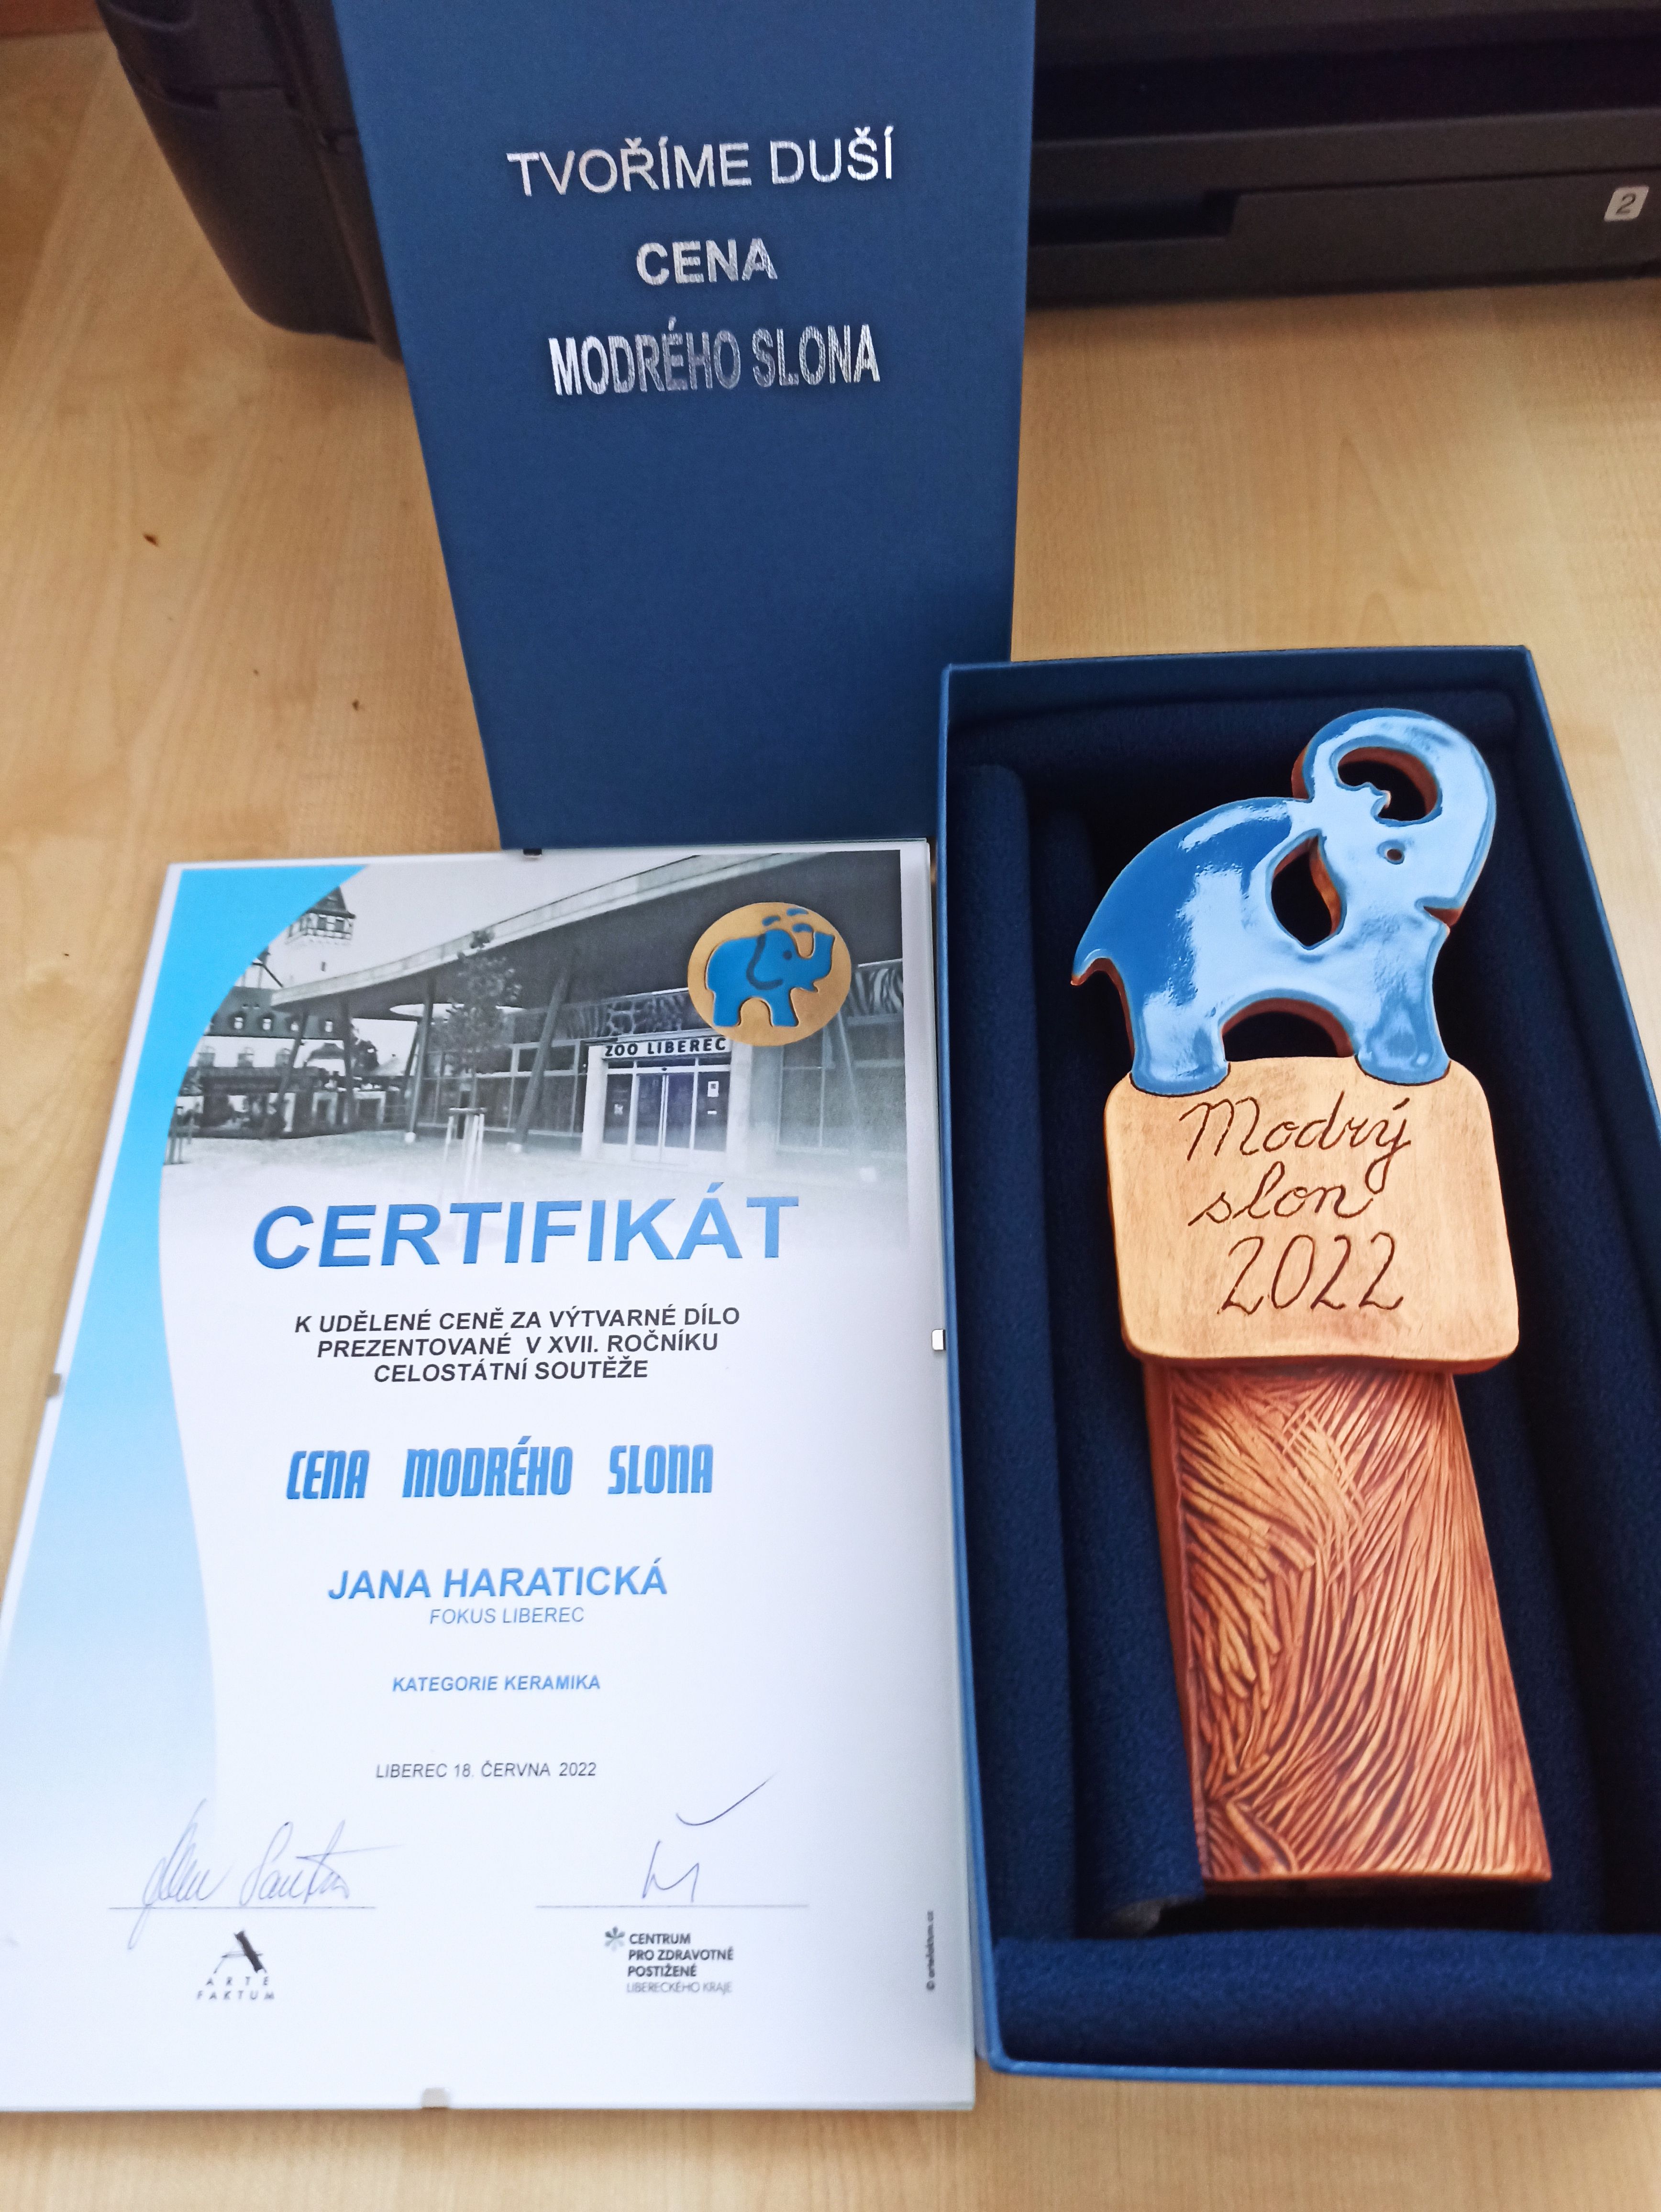 TVOŘÍME DUŠÍ
CENA
MODRÉHO SLONA
2
ZOO LIBEREC
CERTIFIKÁT
K UDĚLENÉ CENĚ ZA VÝTVARNÉ DÍLO
PREZENTOVANÉ V XVII. ROČNÍKU
CELOSTÁTNÍ SOUTĚŽE
CENA MODRÉHO SLONA
JANA HARATICKÁ
FOKUS LIBEREC
KATEGORIE KERAMIKA
LIBEREC 18. ČERVNA 2022
ARTE
FAKTUM
CENTRUM
PRO ZDRAVOTNĚ
POSTIŽENÉ
LIBERECKÉHO KRAJE
© artefaktum.cz
Modrý
slon
2022